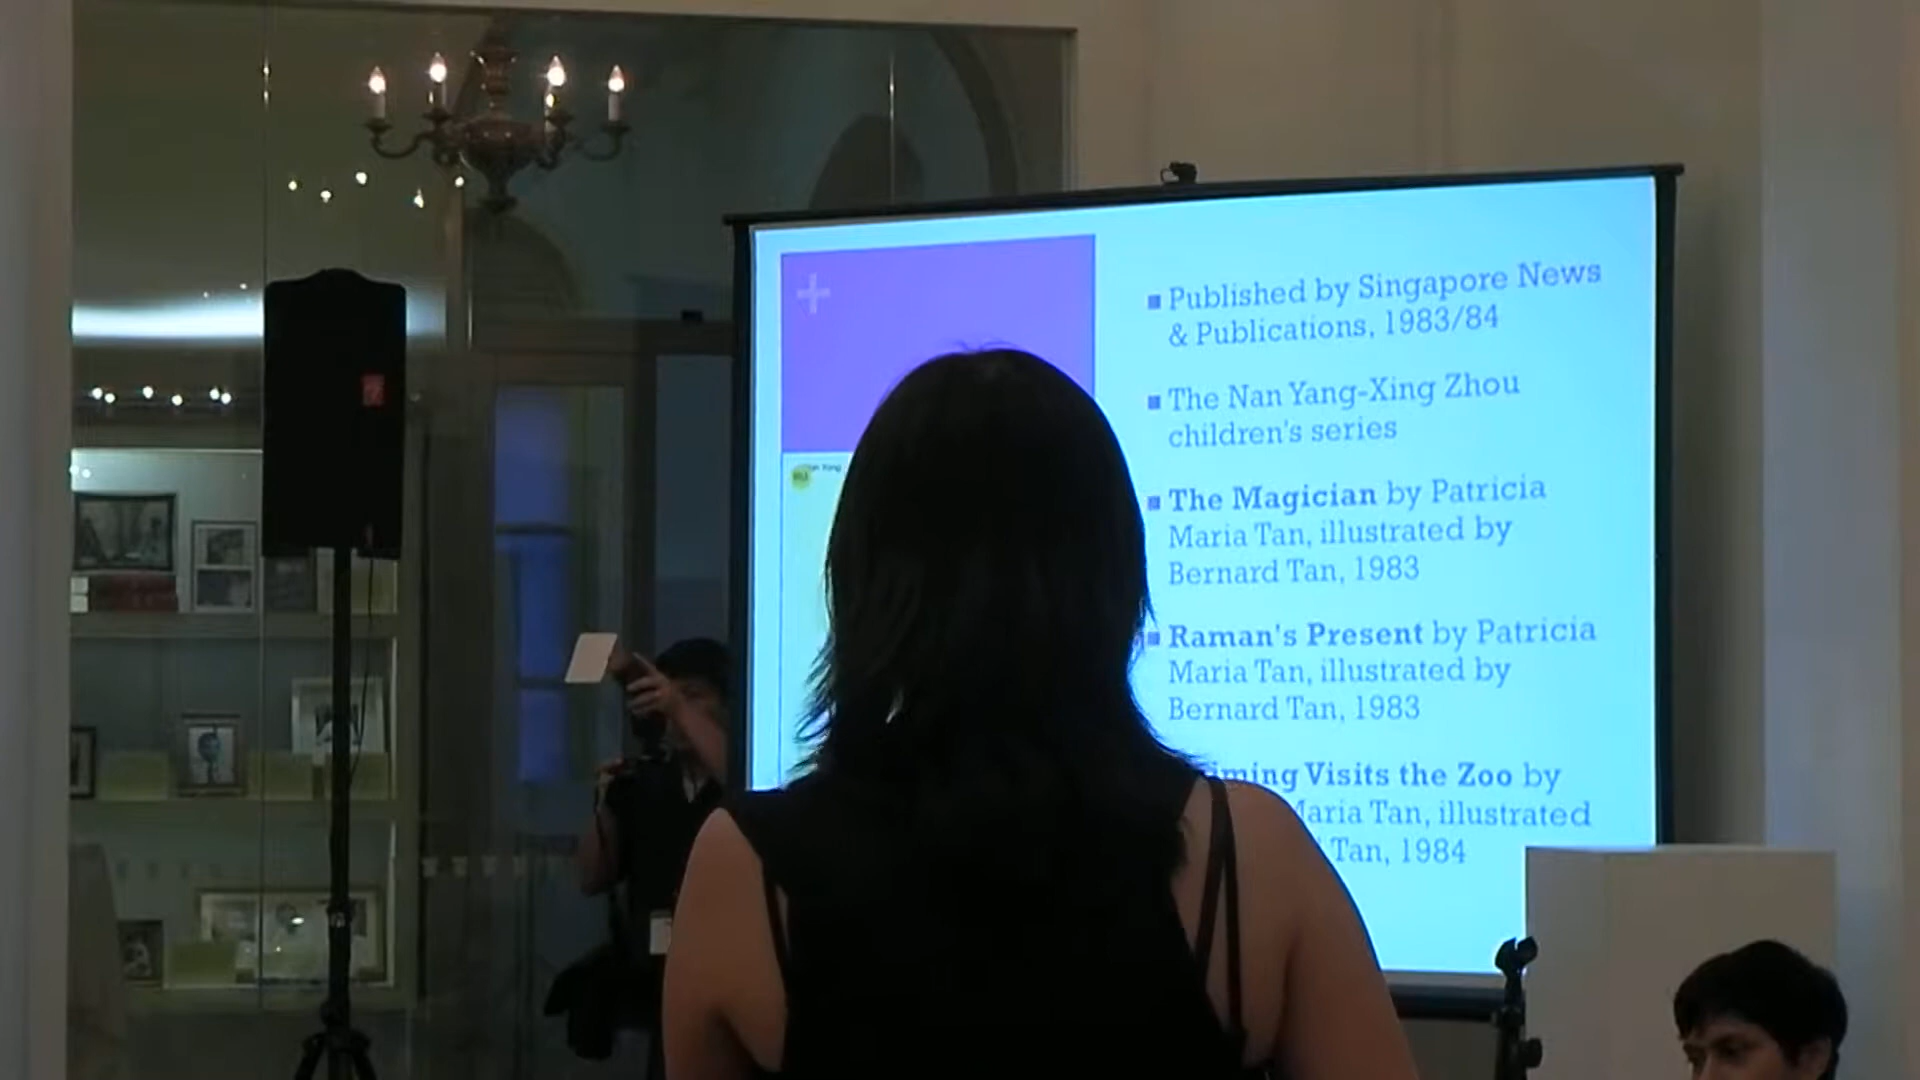 Published by Singapore News
& Publications, 1983/84
The Nan Yang-Xing Zhou
children's series
The Magician by Patricia
Maria Tan, illustrated by
Bernard Tan, 1983
Raman's Present by Patricia
Maria Tan, illustrated by
Bernard Tan, 1983
Visits the Zoo by
Maria Tan, illustrated
Tan, 1984